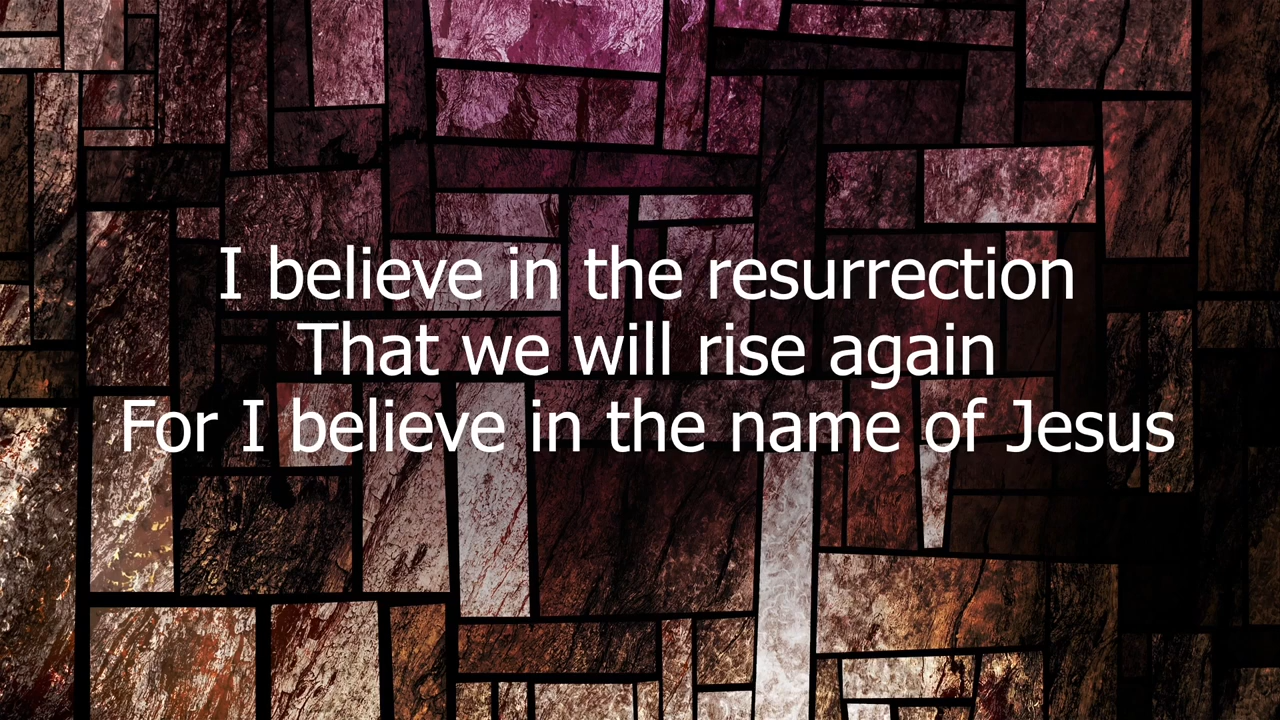 I believe in the resurrection
That we will rise again
For I believe in the name of Jesus